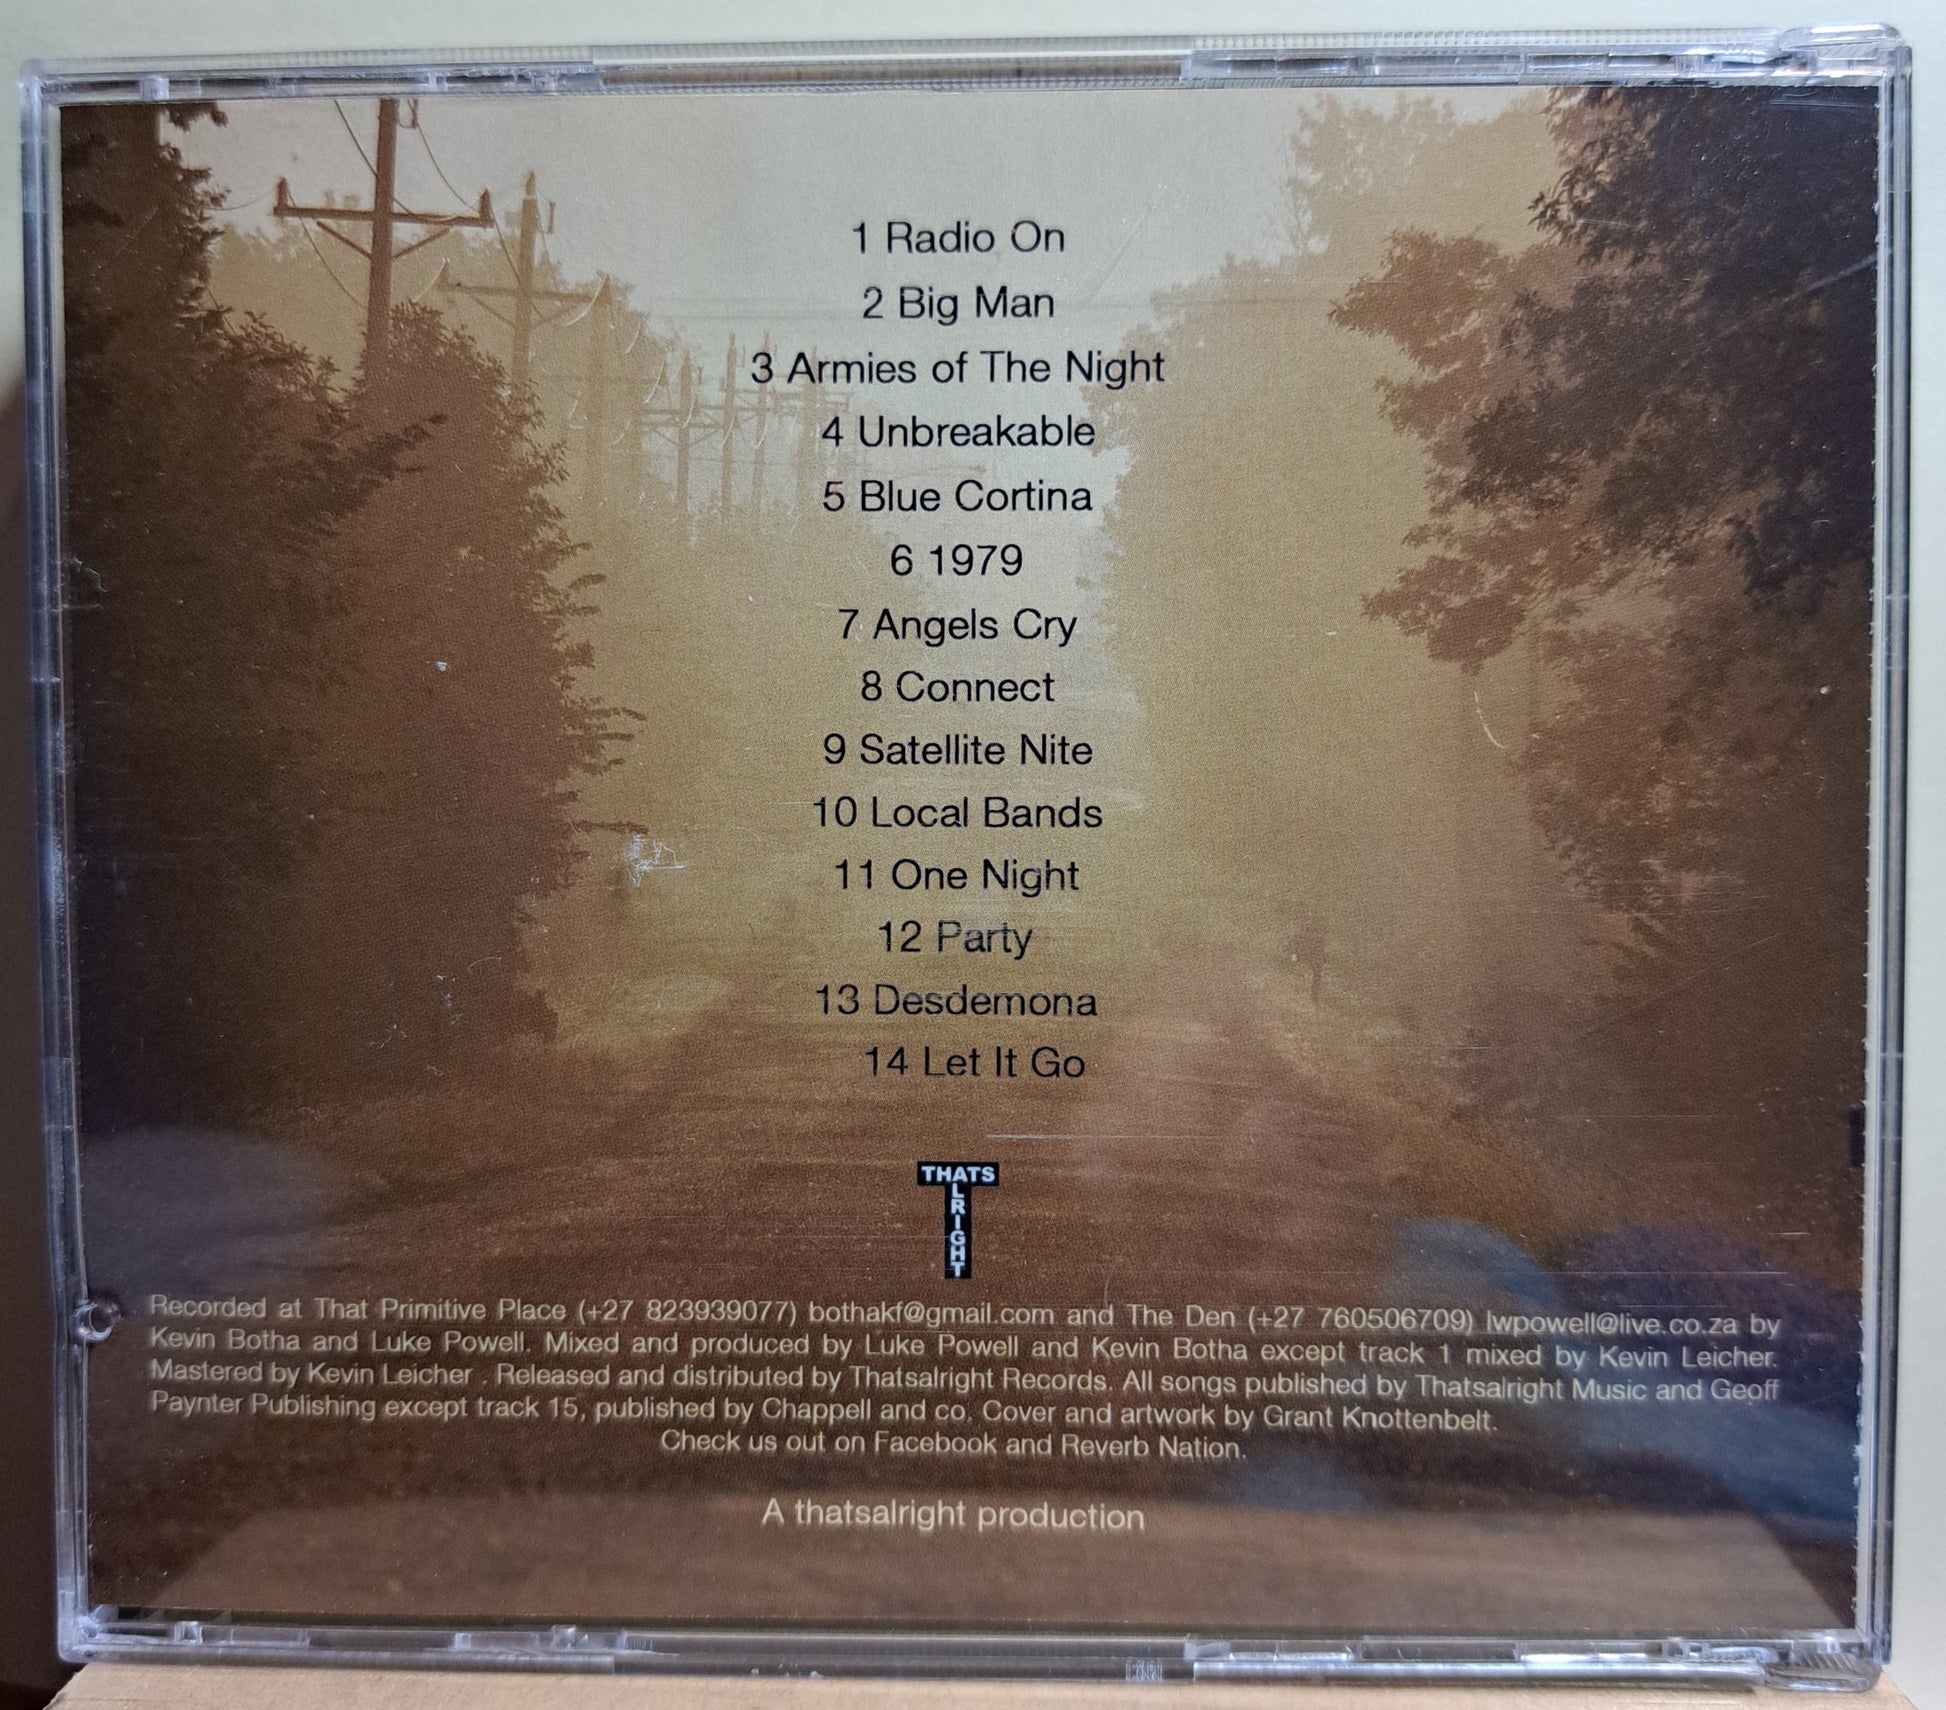 1 Radio On
2 Big Man
3 Armies of The Night
4 Unbreakable
5 Blue Cortina
6 1979
7 Angels Cry
8 Connect
9 Satellite Nite
10 Local Bands
11 One Night
12 Party
13 Desdemona
14 Let It Go
THATS
ALRIGHT
Recorded at That Primitive Place (+27 823939077) bothakf@gmail.com and The Den (+27 760506709) lwpowell@live.co.za by
Kevin Botha and Luke Powell. Mixed and produced by Luke Powell and Kevin Botha except track 1 mixed by Kevin Leicher.
Mastered by Kevin Leicher . Released and distributed by Thatsalright Records. All songs published by Thatsalright Music and Geoff
Paynter Publishing except track 15, published by Chappell and co. Cover and artwork by Grant Knottenbelt.
Check us out on Facebook and Reverb Nation.
A thatsalright production